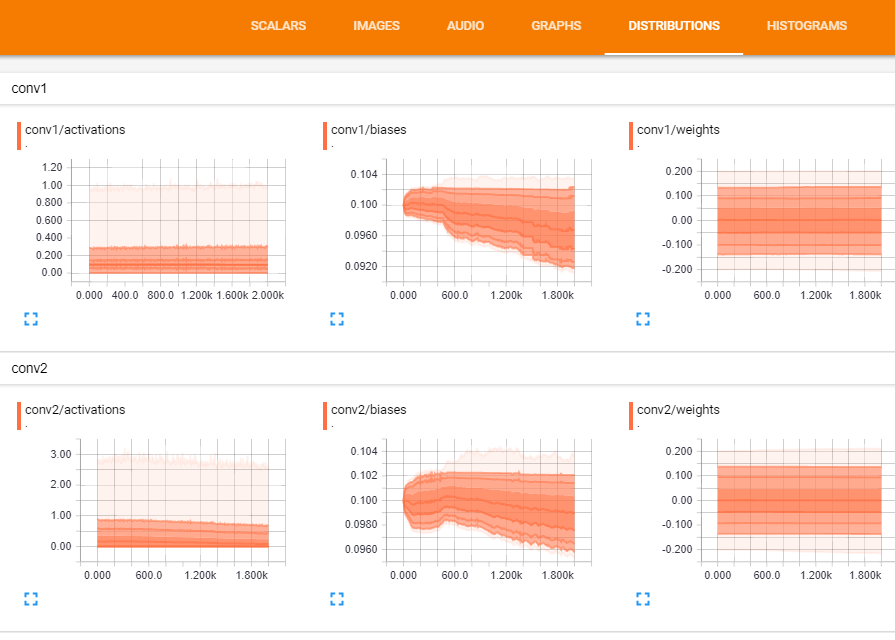 SCALARS IMAGES AUDIO GRAPHS DISTRIBUTIONS HISTOGRAMS
conv1
conv1/activations
.
1.20
1.00
0.800
0.600
0.400
0.200
0.00
0.000 400.0 800.0 1.200k 1.600k 2.000k
conv1/biases
.
0.104
0.100
0.0960
0.0920
0.000 600.0 1.200k 1.800k
conv1/weights
.
0.200
0.100
0.00
-0.100
-0.200
0.000 600.0 1.200k 1.800k
conv2
conv2/activations
.
3.00
2.00
1.00
0.00
0.000 600.0 1.200k 1.800k
conv2/biases
.
0.104
0.102
0.100
0.0980
0.0960
0.000 600.0 1.200k 1.800k
conv2/weights
.
0.200
0.100
0.00
-0.100
-0.200
0.000 600.0 1.200k 1.800k